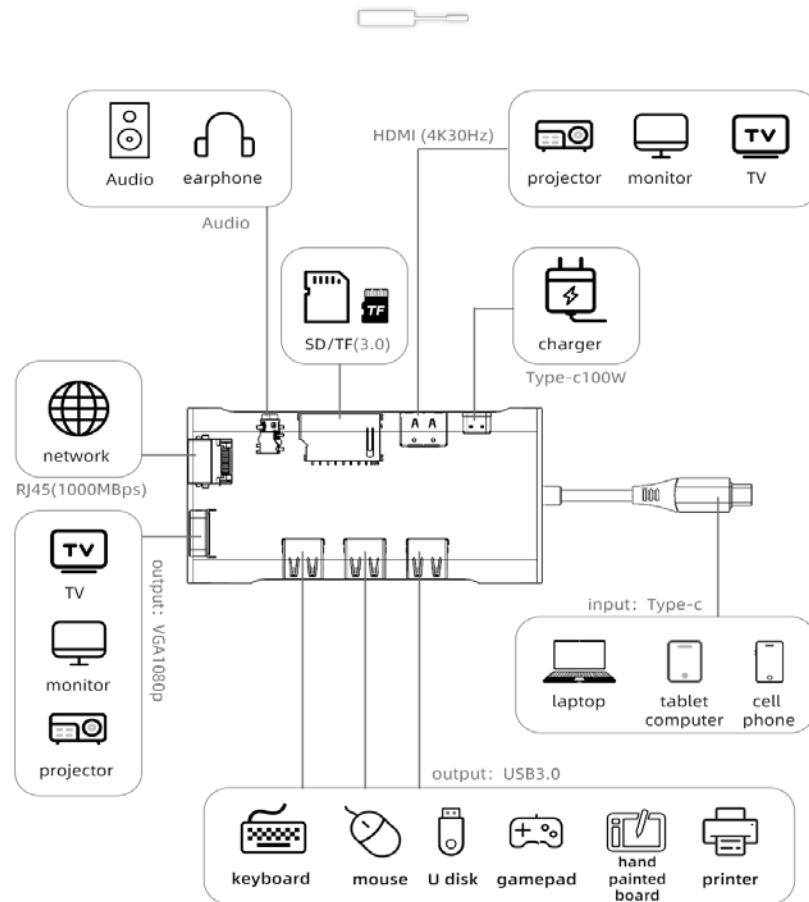 Audio
earphone
Audio
HDMI (4K30Hz)
projector
monitor
TV
TV
TF
SD/TF(3.0)
charger
Type-c100W
network
RJ45(1000MBps)
TV
TV
monitor
projector
output: VGA1080p
input: Type-c
laptop
tablet
computer
cell
phone
output: USB3.0
keyboard
mouse
U disk
gamepad
hand
painted
board
printer